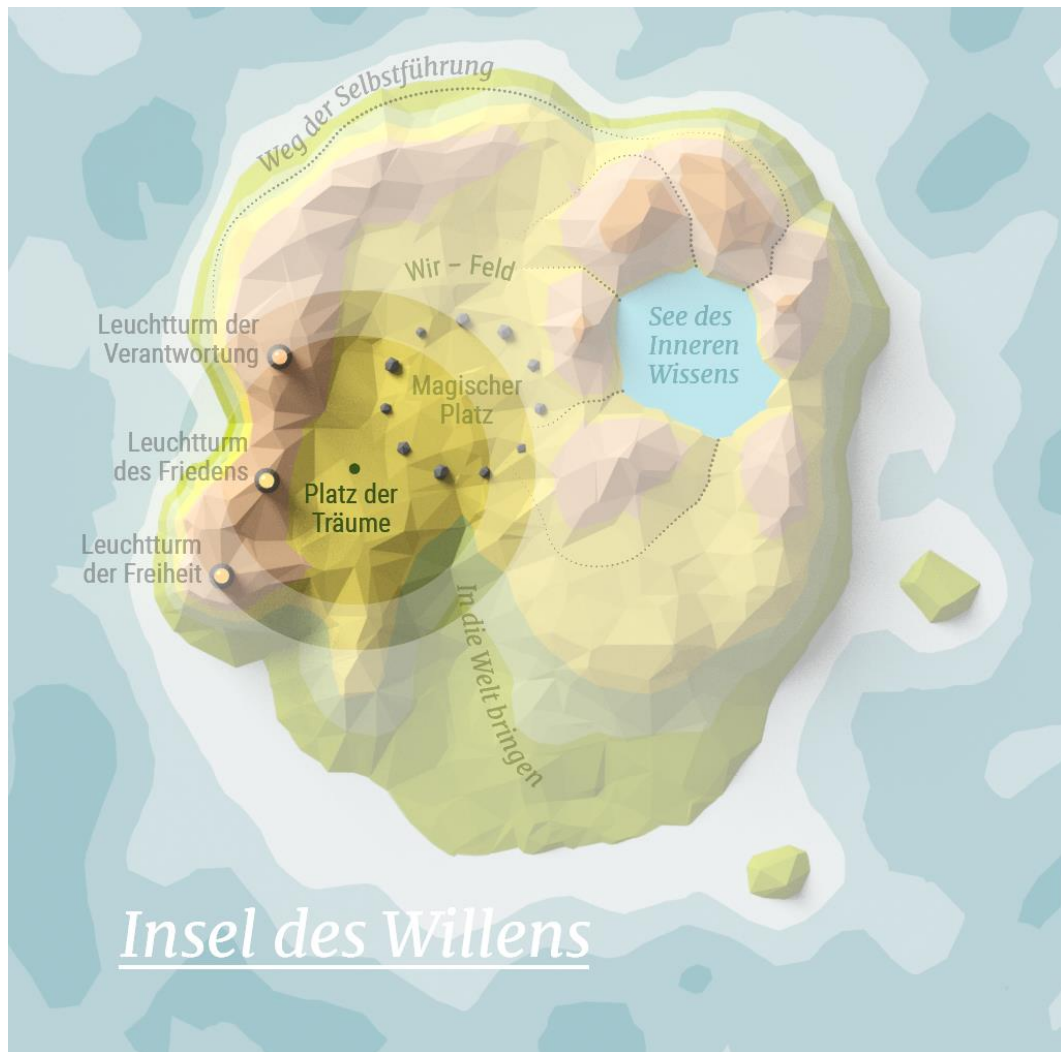 Weg der Selbstführung
Wir – Feld
Leuchtturm der
Verantwortung
See des
Inneren
Wissens
Magischer
Platz
Leuchtturm
des Friedens
Platz der
Träume
Leuchtturm
der Freiheit
In die Welt bringen
Insel des Willens